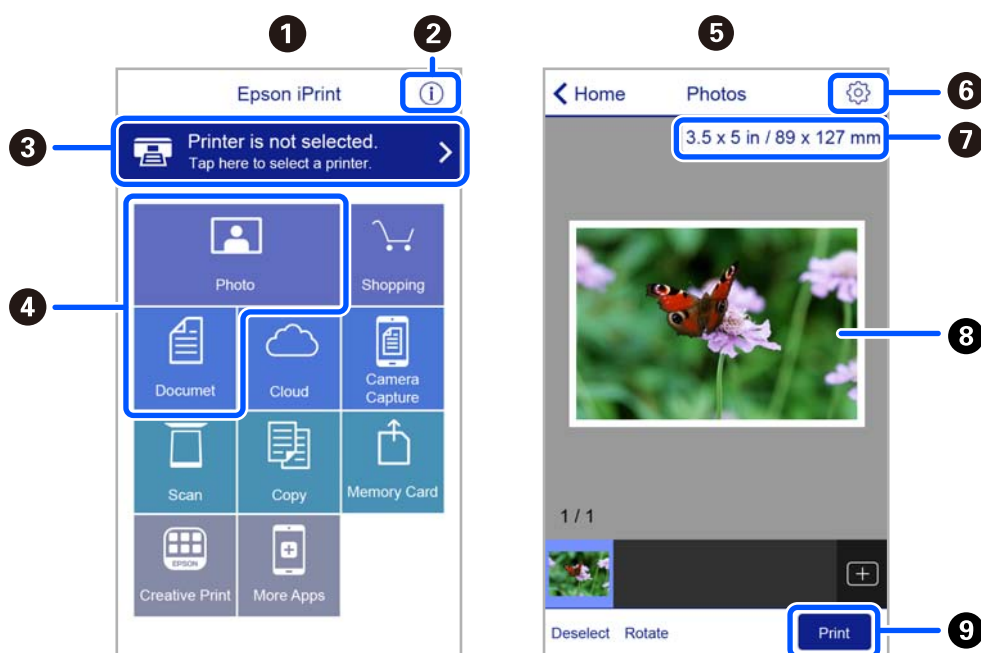 1
2
Epson iPrint
3
Printer is not selected.
Tap here to select a printer.
4
Photo
Shopping
Documet
Cloud
Camera
Capture
Scan
Copy
Memory Card
EPSON
Creative Print
More Apps
5
6
Home
Photos
7
3.5 x 5 in / 89 x 127 mm
8
1 / 1
Deselect
Rotate
Print
9